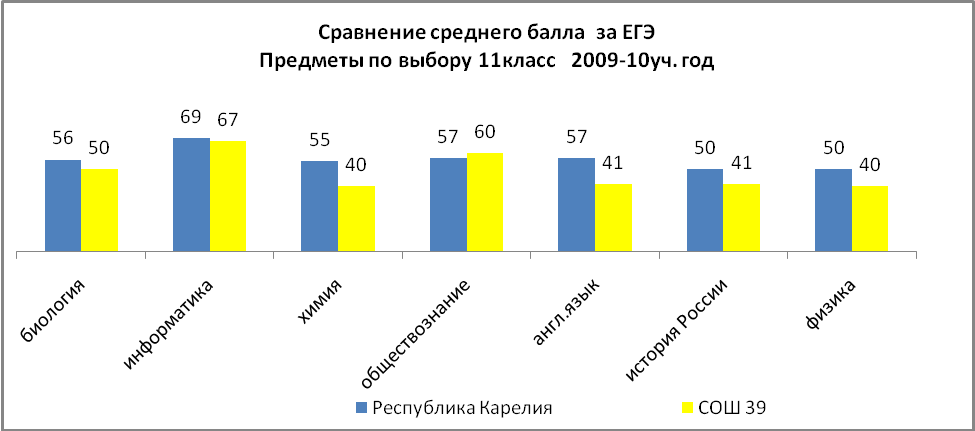 Сравнение среднего балла за ЕГЭ
Предметы по выбору 11класс 2009-10уч. год
56 50 69 67 55 40 57 60 57 41 50 41 50 40
биология информатика химия обществознание англ.язык история России физика
Республика Карелия СОШ 39